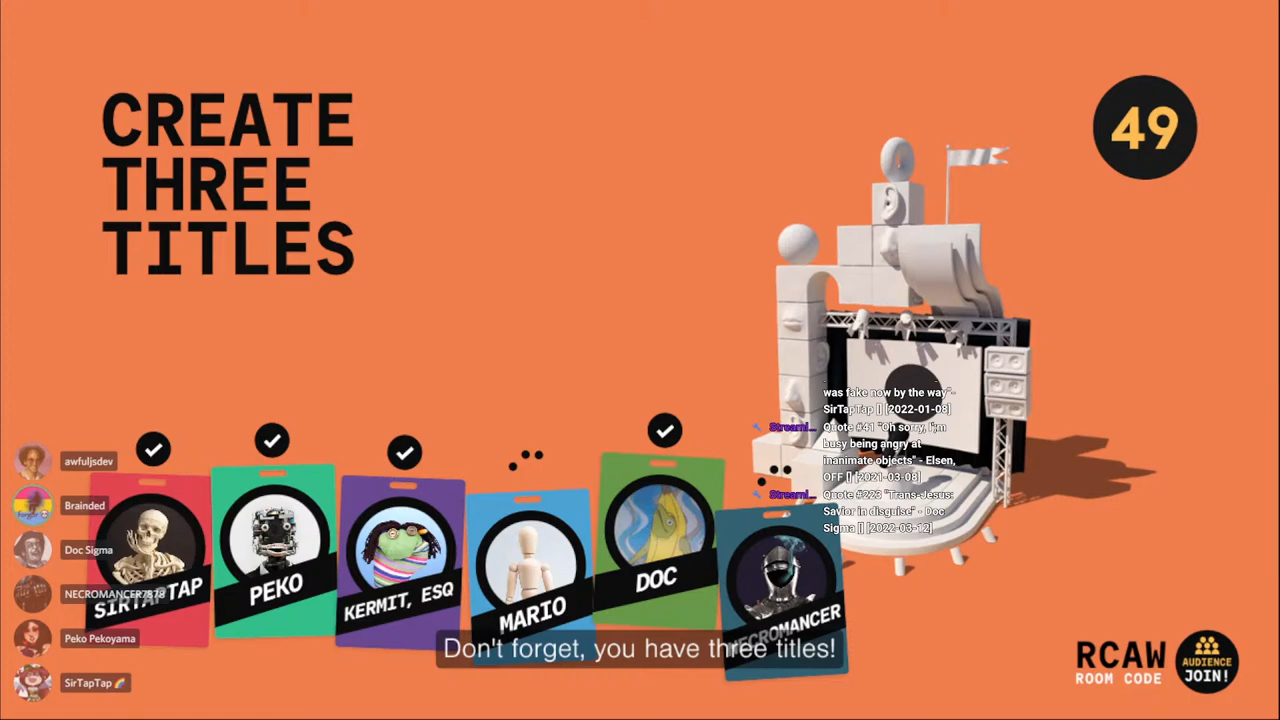 CREATE
THREE
TITLES
49
was fake now by the way"-
SirTapTap [] [2022-01-08]
Streaml... Quote #41 "Oh sorry, I';m
busy being angry at
inanimate objects" - Elsen,
OFF [] [2021-03-08]
Streaml... Quote #223 "Trans-Jesus:
Savior in disguise" - Doc
Sigma [] [2022-03-12]
awfuljsdev
Brainded
Doc Sigma
NECROMANCER7878
Peko Pekoyama
SirTapTap
SIRTAPTAP
PEKO
KERMIT, ESQ
MARIO
DOC
NECROMANCER
Don't forget, you have three titles!
RCAW
ROOM CODE
AUDIENCE
JOIN!